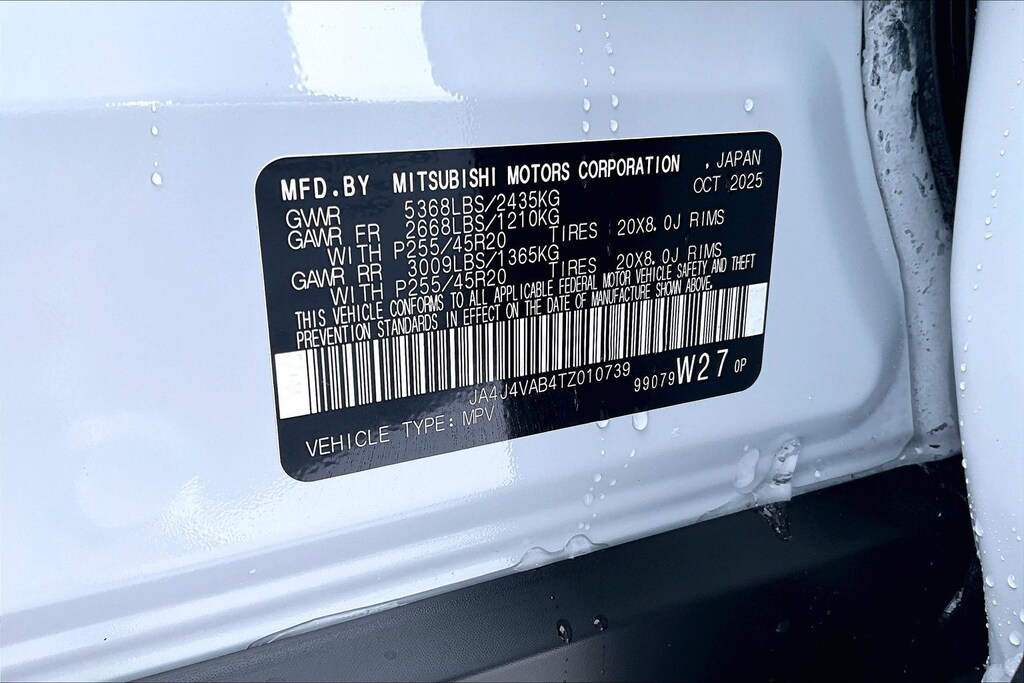 MFD.BY MITSUBISHI MOTORS CORPORATION , JAPAN
OCT 2025
GVWR 5368LBS/2435KG
GAWR FR 2668LBS/1210KG
WITH P255/45R20 TIRES 20X8.0J RIMS
GAWR RR 3009LBS/1365KG
WITH P255/45R20 TIRES 20X8.0J RIMS
THIS VEHICLE CONFORMS TO ALL APPLICABLE FEDERAL MOTOR VEHICLE SAFETY AND THEFT
PREVENTION STANDARDS IN EFFECT ON THE DATE OF MANUFACTURE SHOWN ABOVE.
JA4J4VAB4TZ010739
99079 W27 0P
VEHICLE TYPE: MPV